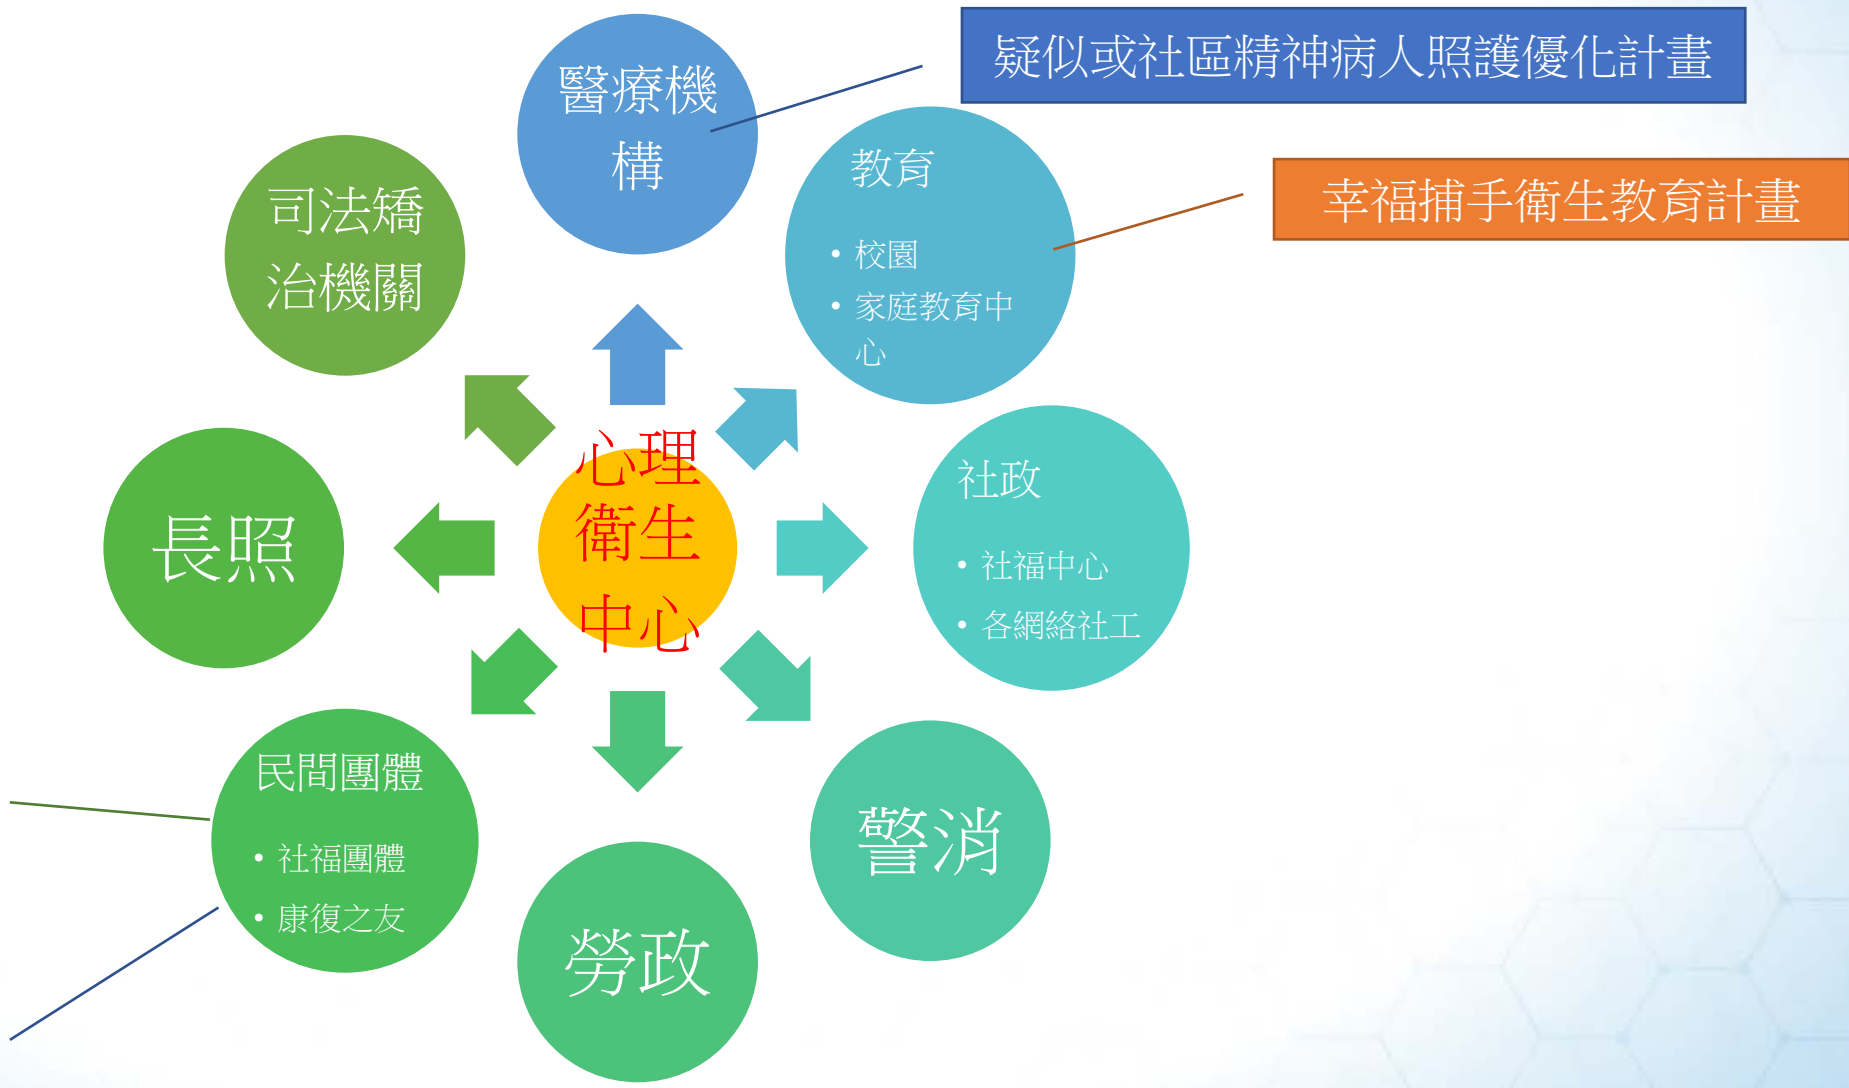 疑似或社區精神病人照護優化計畫
醫療機
構
教育
• 校園
• 家庭教育中
心
幸福捕手衛生教育計畫
司法矯
治機關
心理
衛生
中心
社政
• 社福中心
• 各網絡社工
長照
民間團體
• 社福團體
• 康復之友
警消
勞政